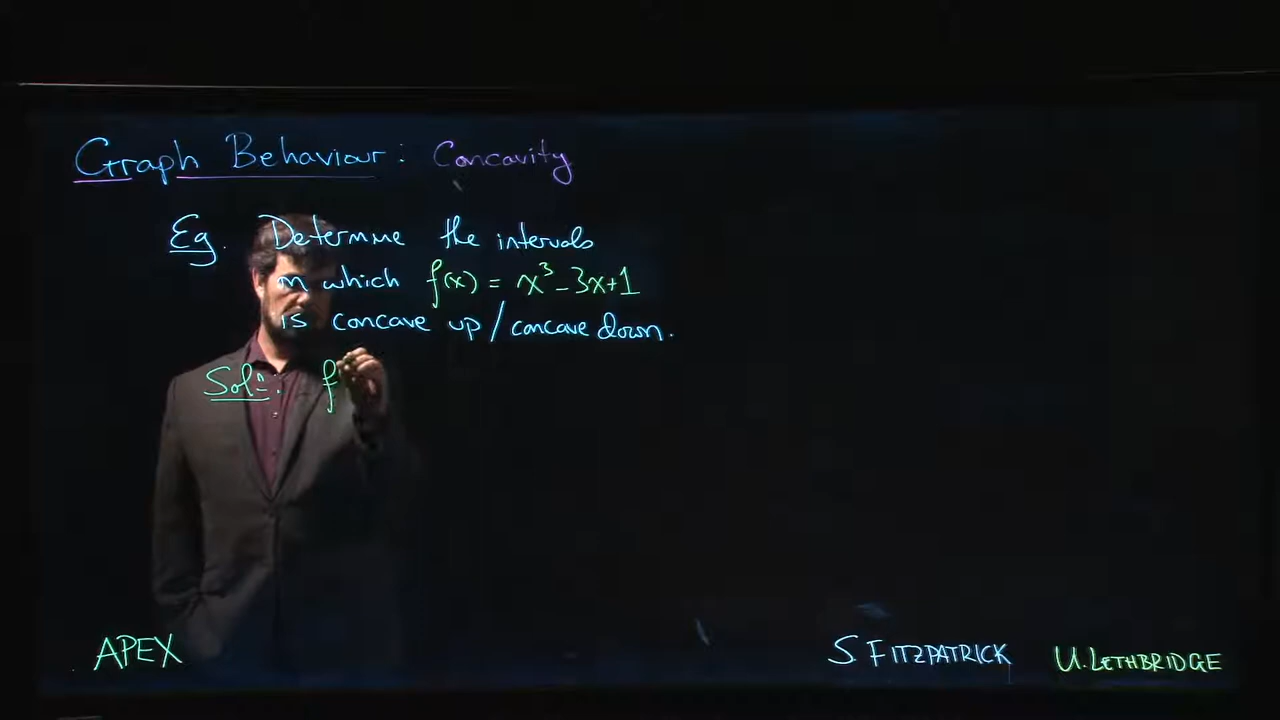 Graph Behaviour: Concavity
Eg. Determine the intervals
on which f(x) = x³-3x+1
is concave up/concave down.
Solⁿ: f'
APEX
S FITZPATRICK
U. LETHBRIDGE